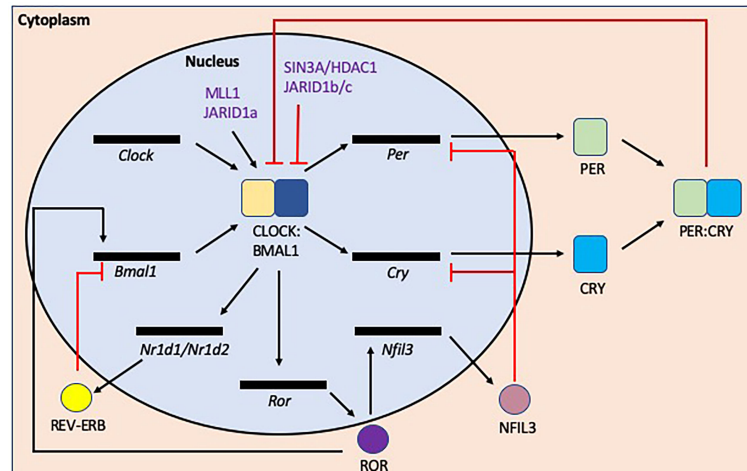 Cytoplasm
Nucleus
SIN3A/HDAC1
JARID1b/c
MLL1
JARID1a
Clock
Per
PER
PER:CRY
CLOCK:
BMAL1
Bmal1
Cry
CRY
Nr1d1/Nr1d2
Nfil3
Ror
REV-ERB
NFIL3
ROR